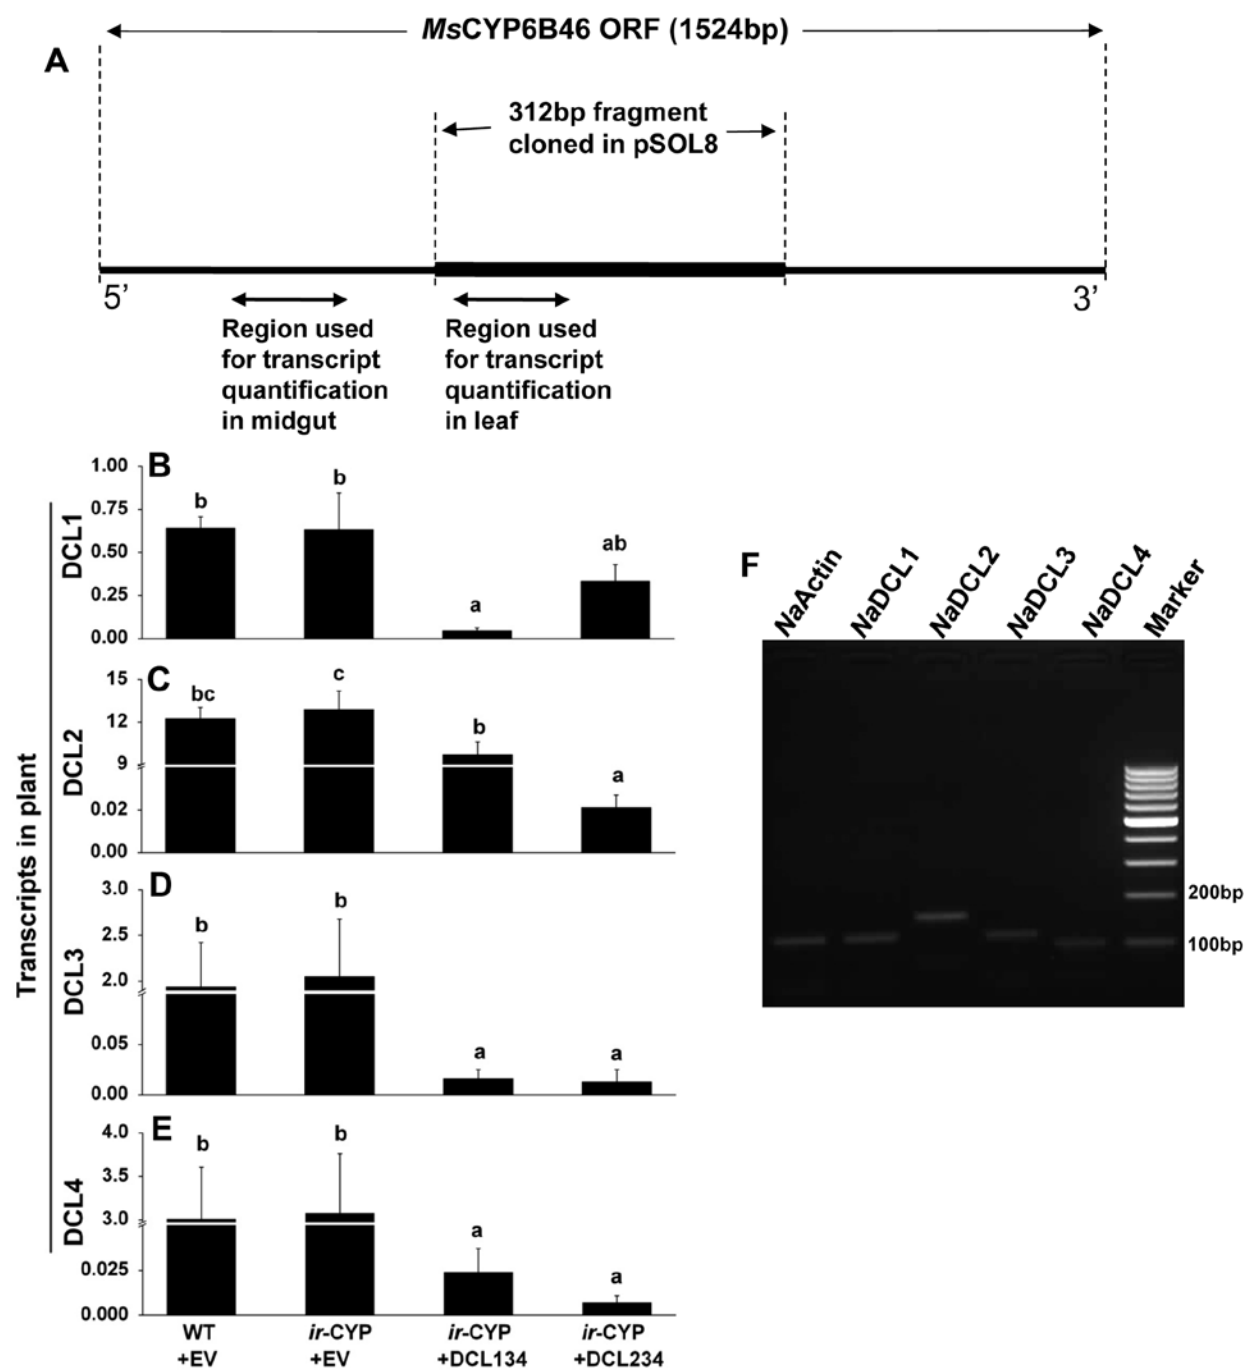 MsCYP6B46 ORF (1524bp)
A
312bp fragment
cloned in pSOL8
5’
3’
Region used
for transcript
quantification
in midgut
Region used
for transcript
quantification
in leaf
Transcripts in plant
B
DCL1
1.00
0.75
0.50
0.25
0.00
b
b
a
ab
C
DCL2
15
12
9
0.02
0.00
bc
c
b
a
D
DCL3
3.0
2.5
2.0
0.05
0.00
b
b
a
a
E
DCL4
4.0
3.5
3.0
0.025
0.000
b
b
a
a
WT
+EV
ir-CYP
+EV
ir-CYP
+DCL134
ir-CYP
+DCL234
F
NaActin
NaDCL1
NaDCL2
NaDCL3
NaDCL4
Marker
200bp
100bp